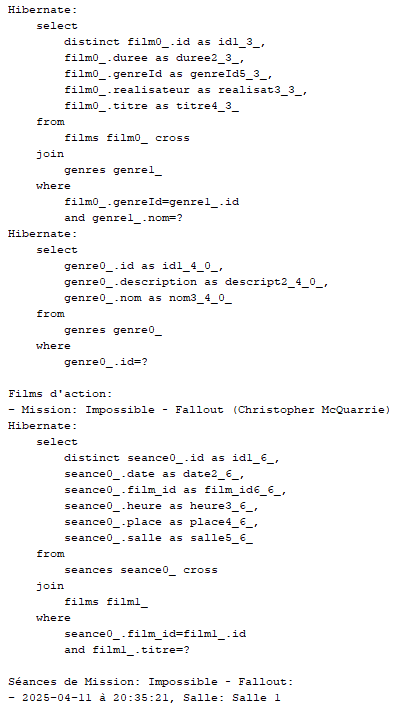 Hibernate:
    select
        distinct film0_.id as id1_3_,
        film0_.duree as duree2_3_,
        film0_.genreId as genreId5_3_,
        film0_.realisateur as realisat3_3_,
        film0_.titre as titre4_3_
    from
        films film0_ cross
    join
        genres genre1_
    where
        film0_.genreId=genre1_.id
        and genre1_.nom=?
Hibernate:
    select
        genre0_.id as id1_4_0_,
        genre0_.description as descript2_4_0_,
        genre0_.nom as nom3_4_0_
    from
        genres genre0_
    where
        genre0_.id=?

Films d'action:
- Mission: Impossible - Fallout (Christopher McQuarrie)
Hibernate:
    select
        distinct seance0_.id as id1_6_,
        seance0_.date as date2_6_,
        seance0_.film_id as film_id6_6_,
        seance0_.heure as heure3_6_,
        seance0_.place as place4_6_,
        seance0_.salle as salle5_6_
    from
        seances seance0_ cross
    join
        films film1_
    where
        seance0_.film_id=film1_.id
        and film1_.titre=?

Séances de Mission: Impossible - Fallout:
- 2025-04-11 à 20:35:21, Salle: Salle 1